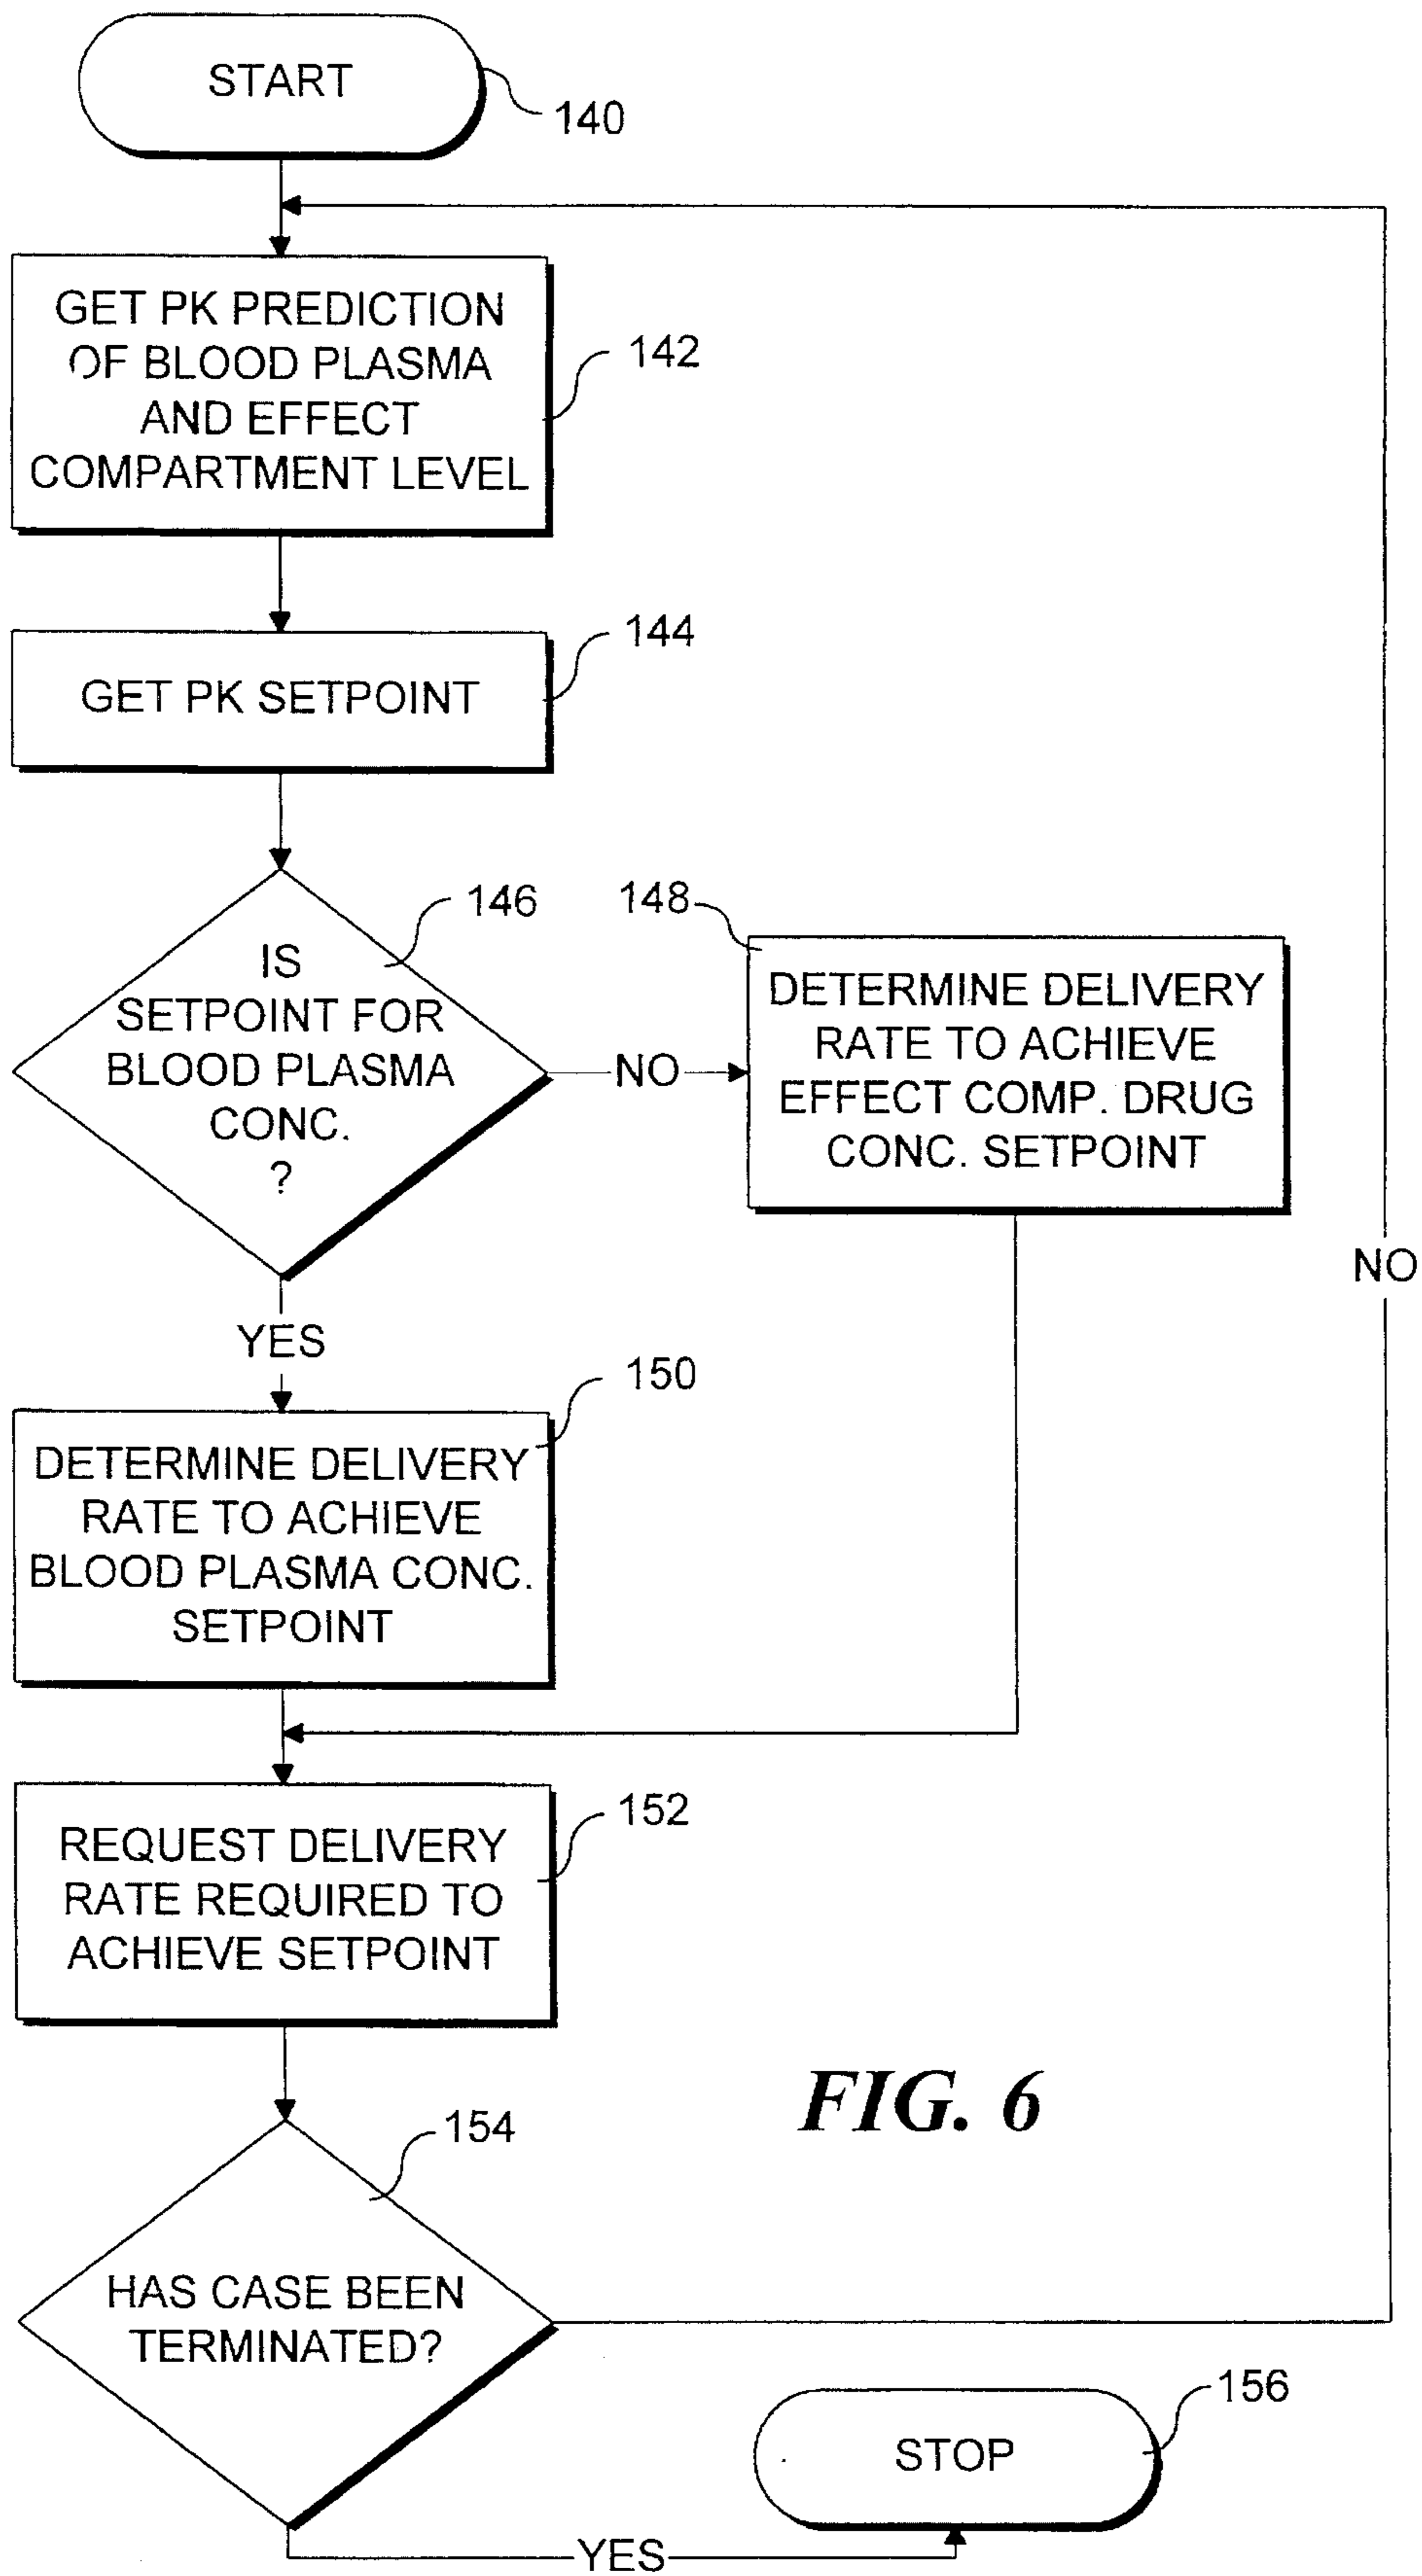 START
140
GET PK PREDICTION
OF BLOOD PLASMA
AND EFFECT
COMPARTMENT LEVEL
142
GET PK SETPOINT
144
IS
SETPOINT FOR
BLOOD PLASMA
CONC.
?
146
NO
148
DETERMINE DELIVERY
RATE TO ACHIEVE
EFFECT COMP. DRUG
CONC. SETPOINT
NO
YES
150
DETERMINE DELIVERY
RATE TO ACHIEVE
BLOOD PLASMA CONC.
SETPOINT
152
REQUEST DELIVERY
RATE REQUIRED TO
ACHIEVE SETPOINT
FIG. 6
154
HAS CASE BEEN
TERMINATED?
156
STOP
YES